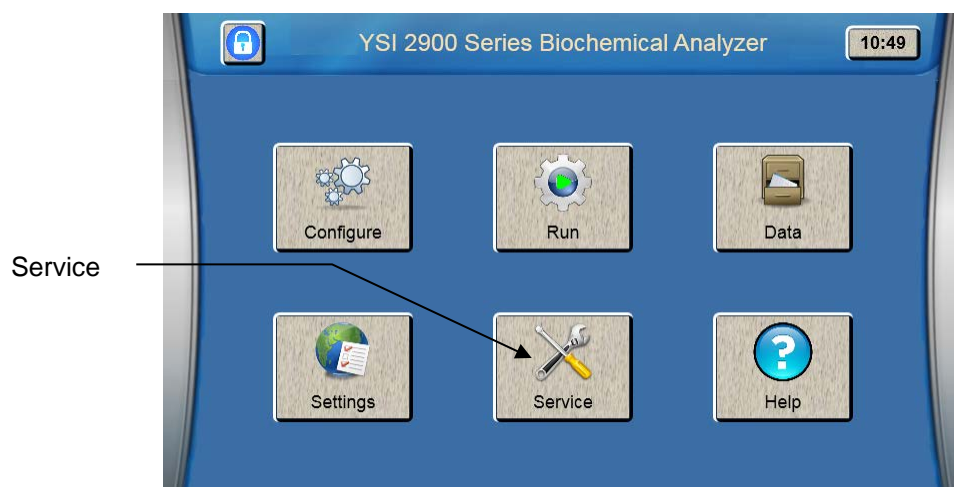 YSI 2900 Series Biochemical Analyzer
10:49
Configure
Run
Data
Service
Settings
Service
Help